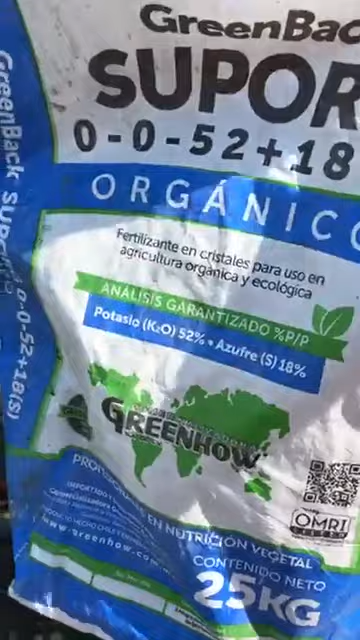 GreenBac
SUPOR
0-0-52+18
ORGÁNICO
Fertilizante en cristales para uso en
agricultura orgánica y ecológica
ANÁLISIS GARANTIZADO %P/P
Potasio (K₂O) 52% • Azufre (S) 18%
GREENHOW
EN NUTRICIÓN VEGETAL
www.greenhow.com
CONTENIDO NETO
25KG
OMRI
GreenBack
0-0-52+18(S)